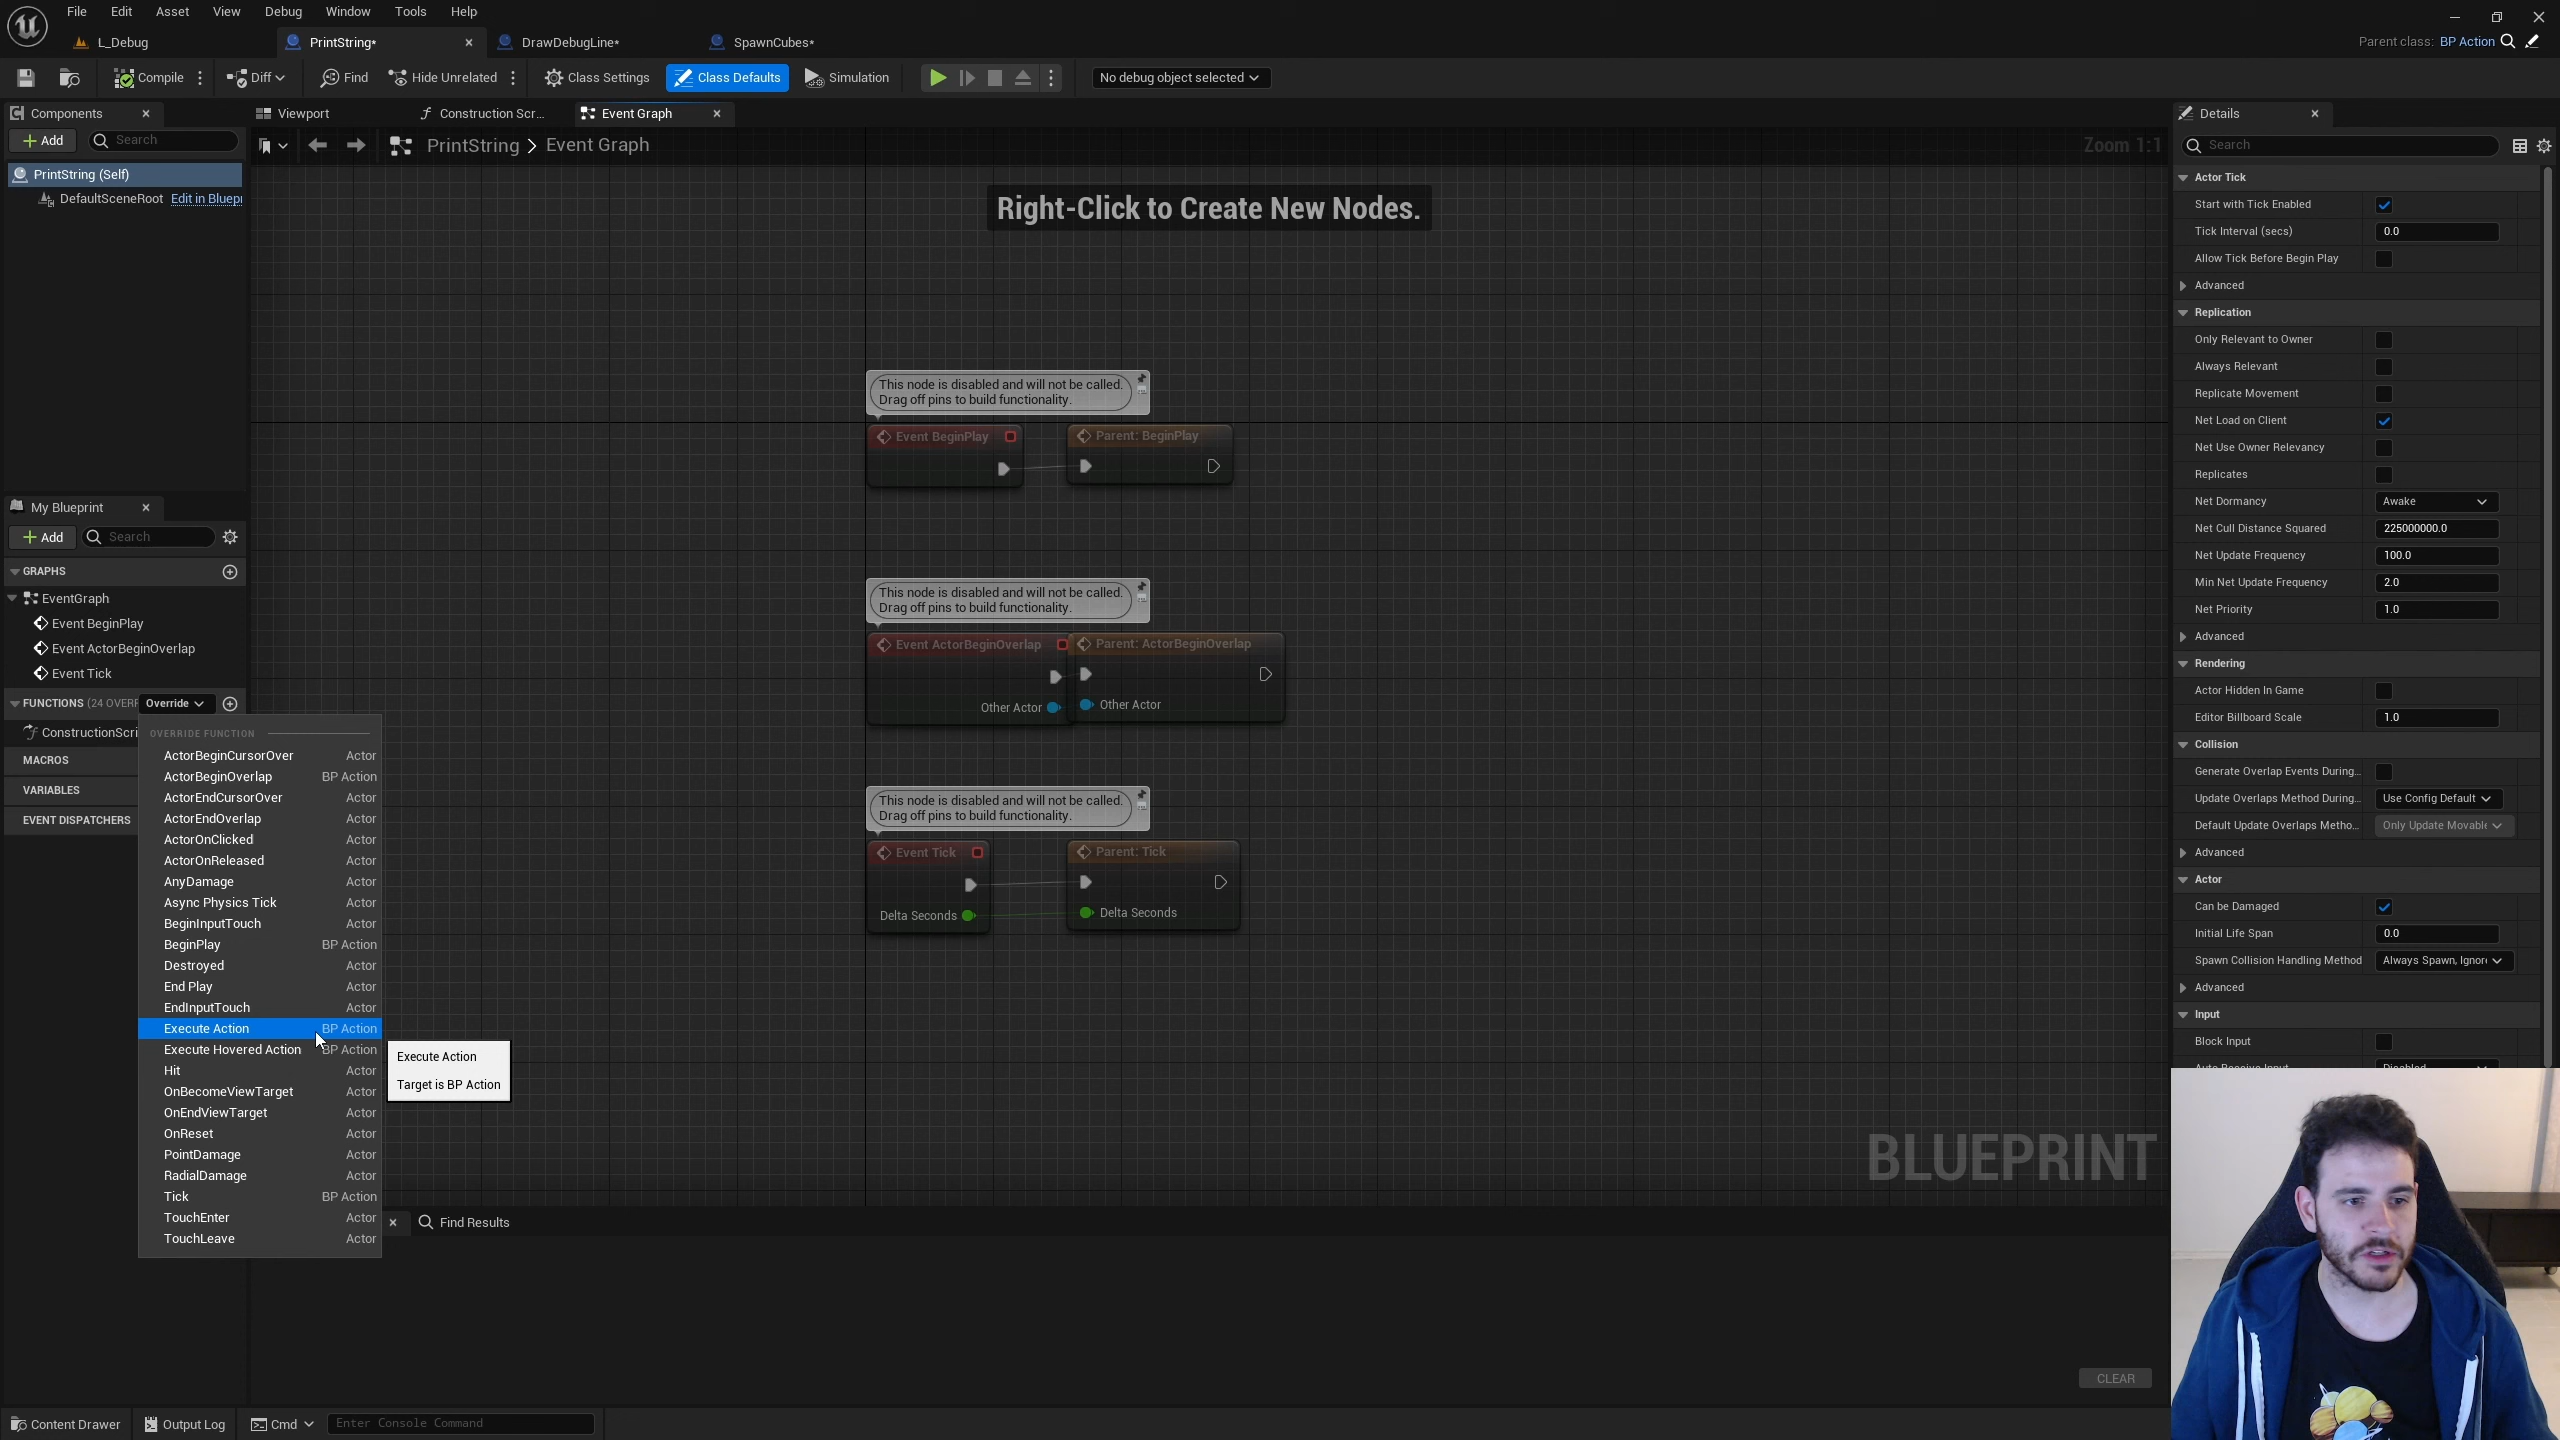 File Edit Asset View Debug Window Tools Help
L_Debug PrintString* DrawDebugLine* SpawnCubes* Parent class: BP Action
Compile Diff Find Hide Unrelated Class Settings Class Defaults Simulation No debug object selected
Components Viewport Construction Scr... Event Graph Details
Add Search PrintString > Event Graph Zoom 1:1 Search
PrintString (Self)
DefaultSceneRoot Edit in Bluepr
Right-Click to Create New Nodes.
This node is disabled and will not be called.
Drag off pins to build functionality.
Event BeginPlay Parent: BeginPlay
This node is disabled and will not be called.
Drag off pins to build functionality.
Event ActorBeginOverlap Parent: ActorBeginOverlap
Other Actor Other Actor
This node is disabled and will not be called.
Drag off pins to build functionality.
Event Tick Parent: Tick
Delta Seconds Delta Seconds
BLUEPRINT
My Blueprint
Add Search
GRAPHS
EventGraph
Event BeginPlay
Event ActorBeginOverlap
Event Tick
FUNCTIONS (24 OVERR Override
ConstructionScri
MACROS
VARIABLES
EVENT DISPATCHERS
OVERRIDE FUNCTION
ActorBeginCursorOver Actor
ActorBeginOverlap BP Action
ActorEndCursorOver Actor
ActorEndOverlap Actor
ActorOnClicked Actor
ActorOnReleased Actor
AnyDamage Actor
Async Physics Tick Actor
BeginInputTouch Actor
BeginPlay BP Action
Destroyed Actor
End Play Actor
EndInputTouch Actor
Execute Action BP Action
Execute Hovered Action BP Action
Hit Actor
OnBecomeViewTarget Actor
OnEndViewTarget Actor
OnReset Actor
PointDamage Actor
RadialDamage Actor
Tick BP Action
TouchEnter Actor
TouchLeave Actor
Execute Action
Target is BP Action
Find Results
CLEAR
Actor Tick
Start with Tick Enabled
Tick Interval (secs) 0.0
Allow Tick Before Begin Play
Advanced
Replication
Only Relevant to Owner
Always Relevant
Replicate Movement
Net Load on Client
Net Use Owner Relevancy
Replicates
Net Dormancy Awake
Net Cull Distance Squared 225000000.0
Net Update Frequency 100.0
Min Net Update Frequency 2.0
Net Priority 1.0
Advanced
Rendering
Actor Hidden In Game
Editor Billboard Scale 1.0
Collision
Generate Overlap Events During...
Update Overlaps Method During... Use Config Default
Default Update Overlaps Metho... Only Update Movable
Advanced
Actor
Can be Damaged
Initial Life Span 0.0
Spawn Collision Handling Method Always Spawn, Ignore
Advanced
Input
Block Input
Auto Receive Input Disabled
Content Drawer Output Log Cmd Enter Console Command